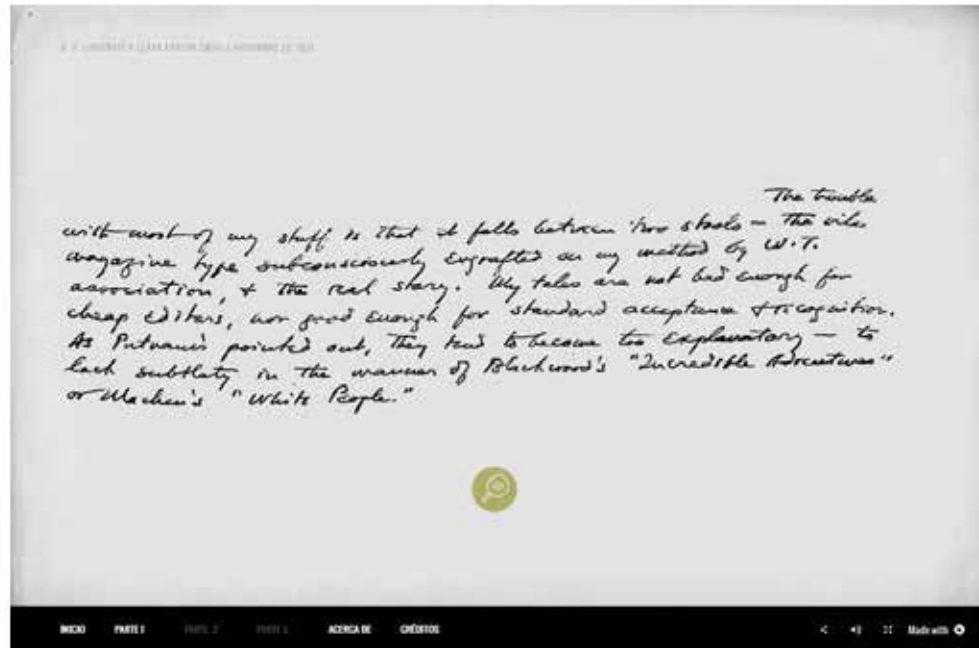 The trouble
with most of my stuff is that it falls between two stools — the vile
magazine type subconsciously engrafted on my method by W.T.
association, & the real story. My tales are not bad enough for
cheap editors, nor good enough for standard acceptance & recognition.
As Putnam's pointed out, they tend to become too explanatory — to
lack subtlety in the manner of Blackwood's "Incredible Adventures"
or Machen's "White People."
INICIO PARTE 1 PARTE 2 PARTE 3 ACERCA DE CRÉDITOS Made with